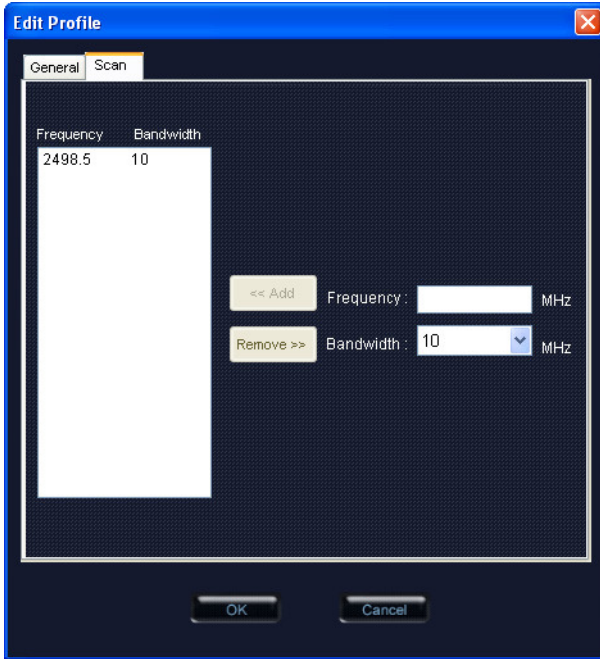 Edit Profile
General Scan
Frequency Bandwidth
2498.5 10
<< Add Frequency : MHz
Remove >> Bandwidth : 10 MHz
OK Cancel